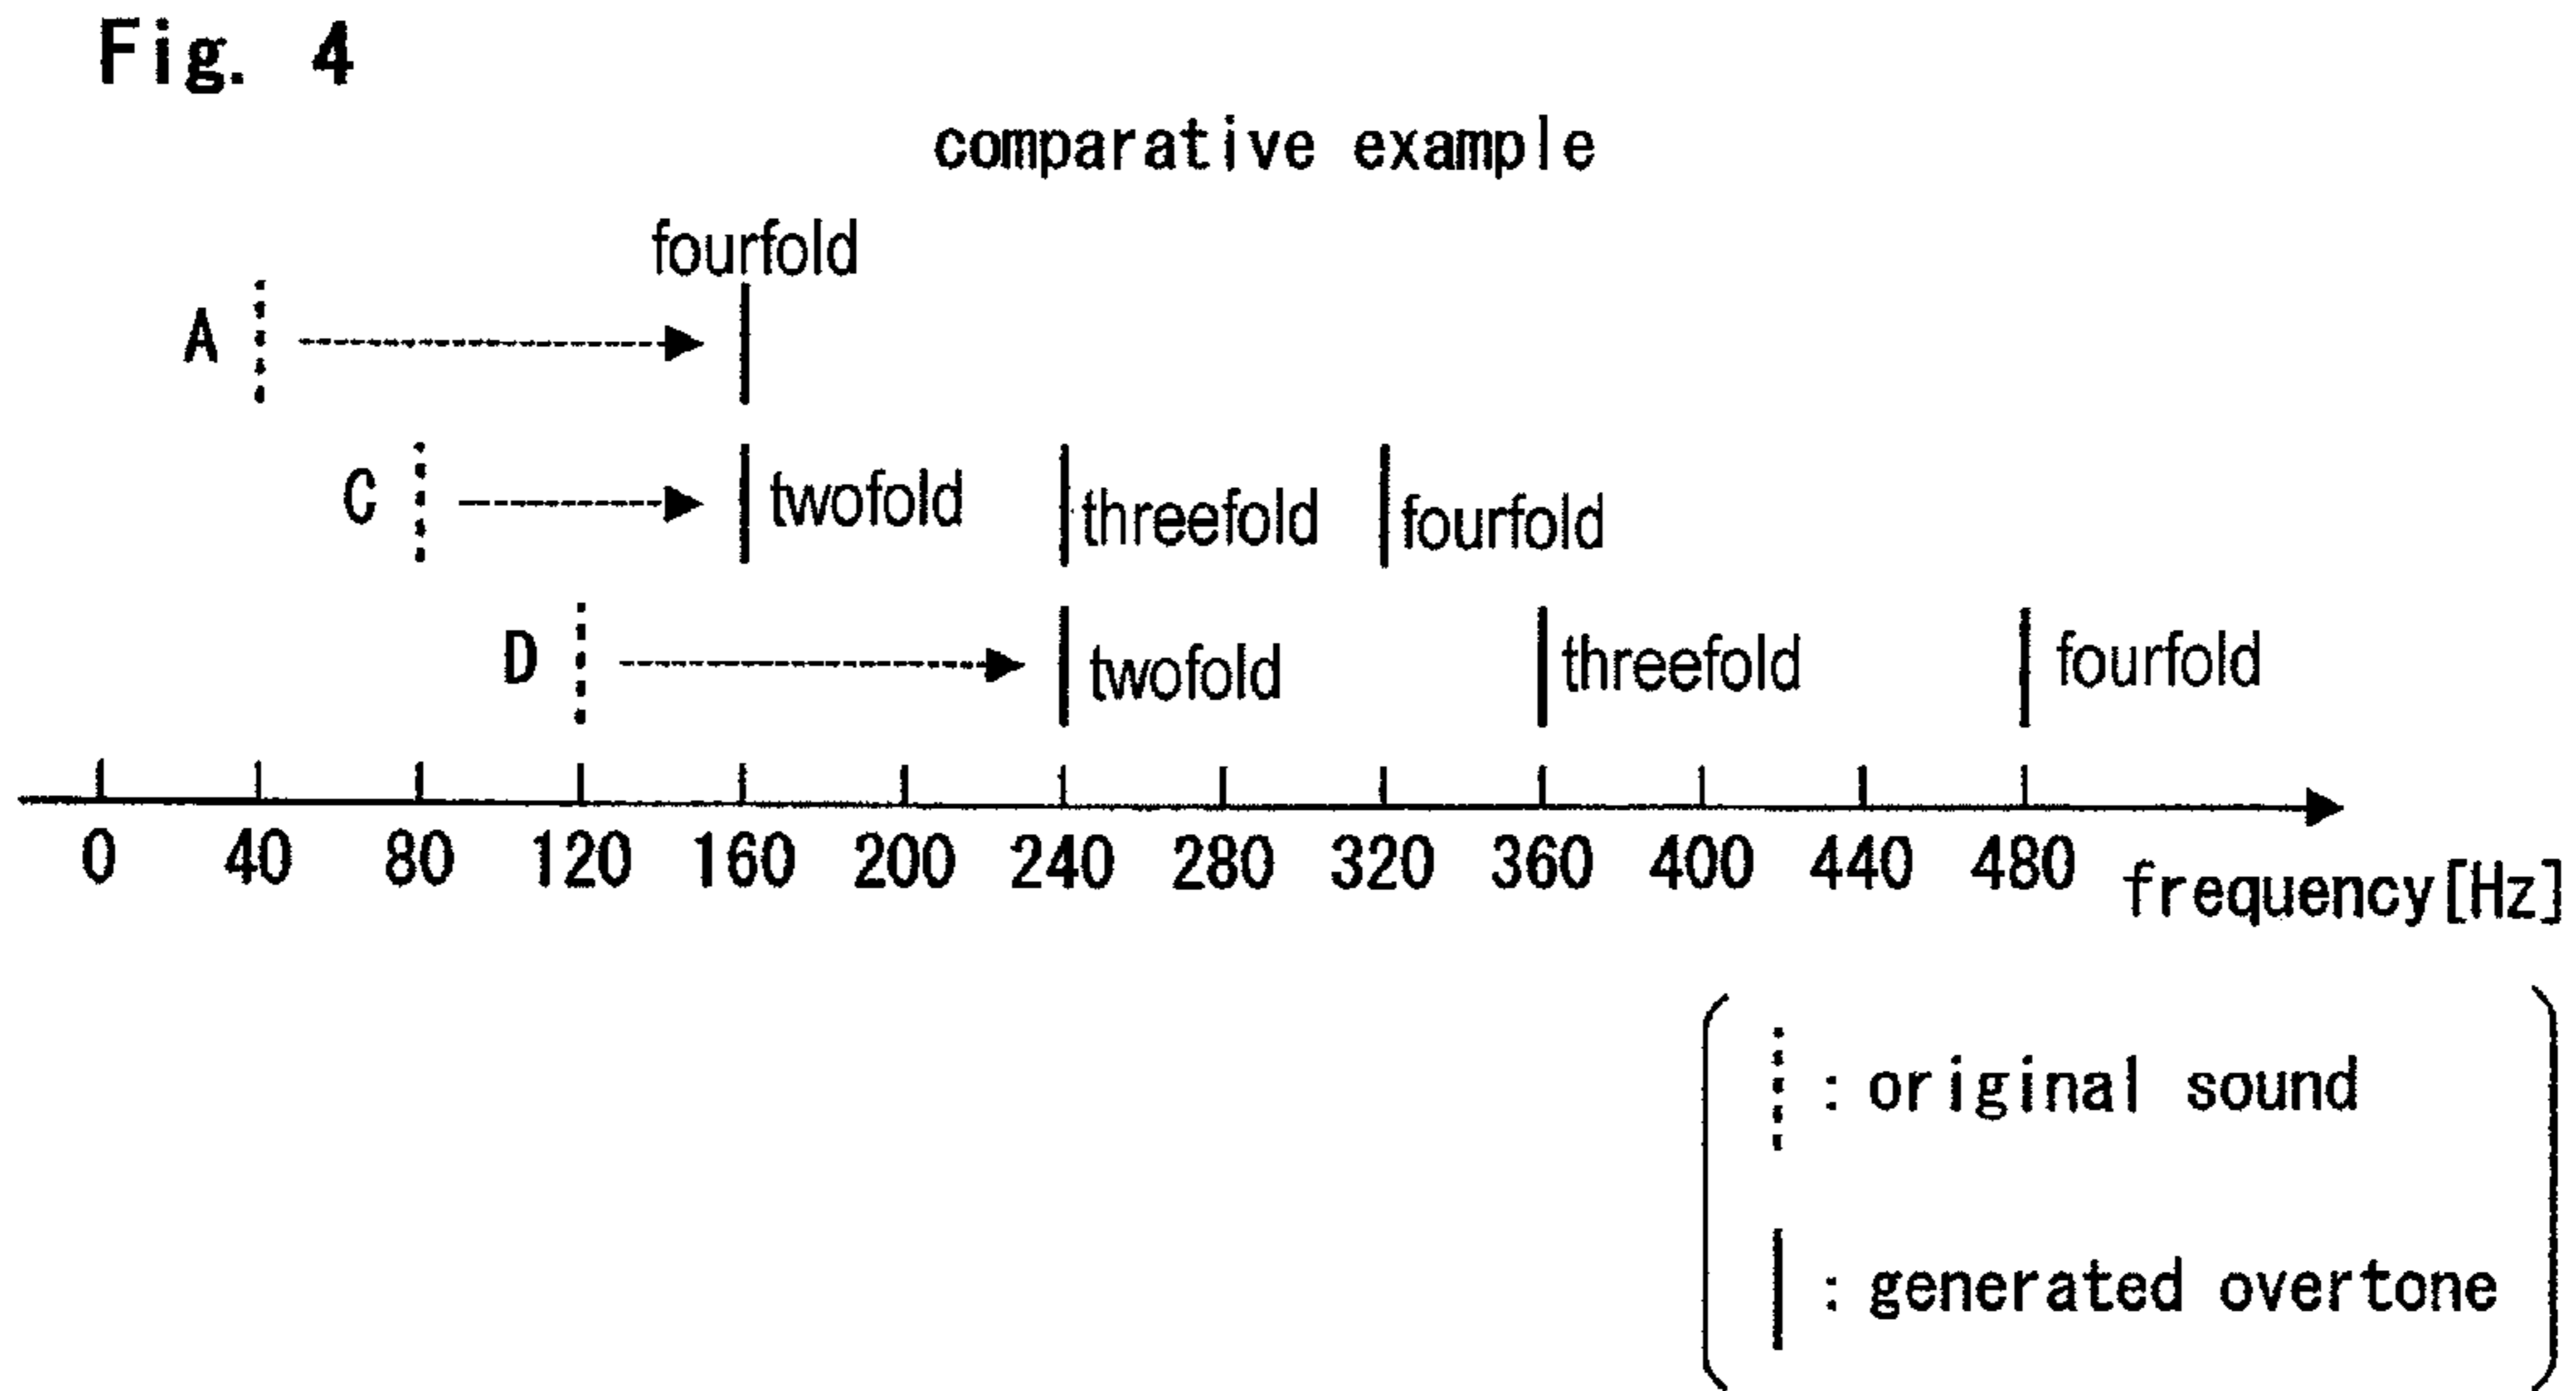 Fig. 4
comparative example
fourfold
A
C twofold threefold fourfold
D twofold threefold fourfold
0 40 80 120 160 200 240 280 320 360 400 440 480 frequency[Hz]
: original sound
: generated overtone